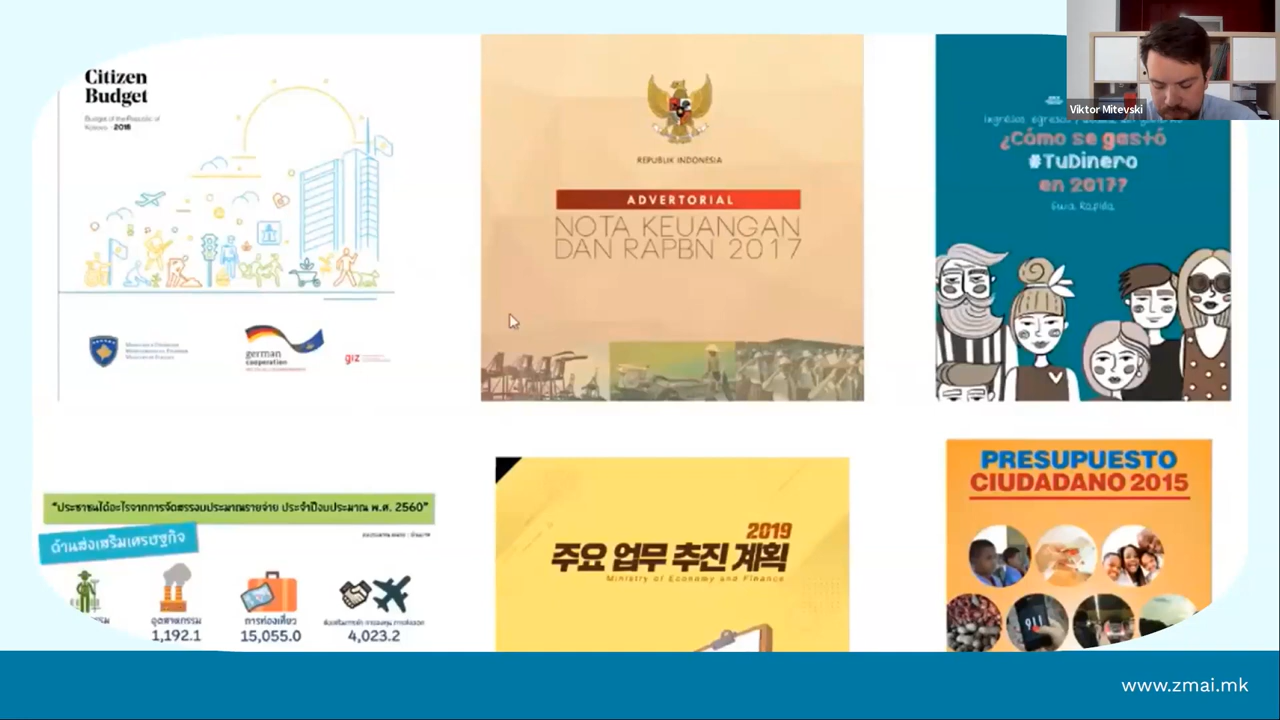 Citizen
Budget
Budget of the Republic of
Kosovo - 2018
german
cooperation
giz
REPUBLIK INDONESIA
ADVERTORIAL
NOTA KEUANGAN
DAN RAPBN 2017
Viktor Mitevski
¿Cómo se gastó
#TuDinero
en 2017?
Guía Rápida
"ประชาชนได้อะไรจากการจัดสรรงบประมาณรายจ่าย ประจำปีงบประมาณ พ.ศ. 2560"
ด้านส่งเสริมเศรษฐกิจ
อุตสาหกรรม
1,192.1
การท่องเที่ยว
15,055.0
4,023.2
2019
주요 업무 추진 계획
Ministry of Economy and Finance
PRESUPUESTO
CIUDADANO 2015
911
www.zmai.mk